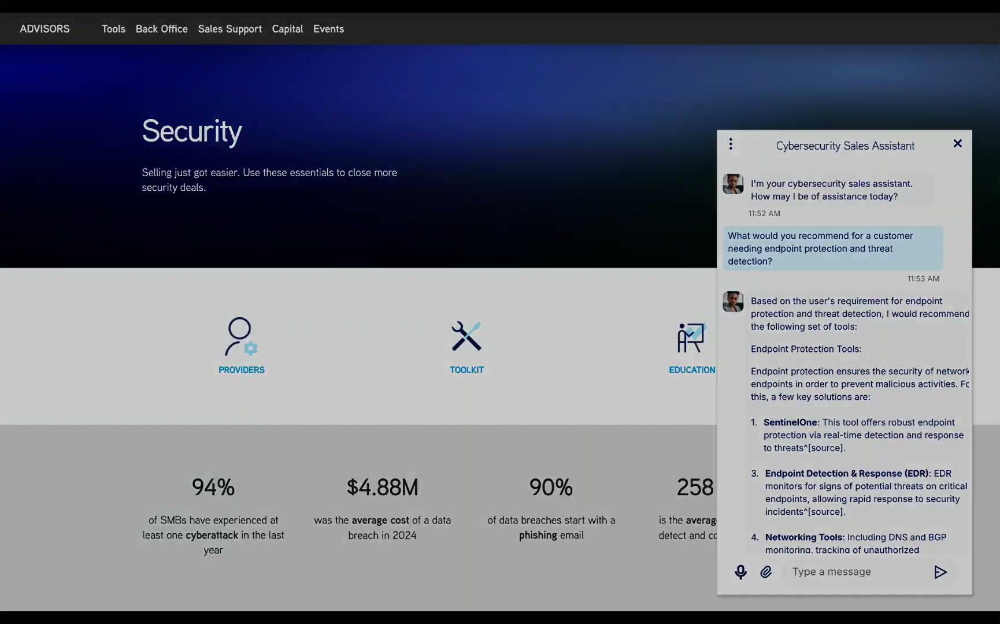 ADVISORS
Tools Back Office Sales Support Capital Events
Security
Selling just got easier. Use these essentials to close more
security deals.
PROVIDERS
TOOLKIT
EDUCATION
94%
of SMBs have experienced at
least one cyberattack in the last
year
$4.88M
was the average cost of a data
breach in 2024
90%
of data breaches start with a
phishing email
258
is the
detect and
Cybersecurity Sales Assistant
I'm your cybersecurity sales assistant.
How may I be of assistance today?
11:52 AM
What would you recommend for a customer
needing endpoint protection and threat
detection?
11:53 AM
Based on the user's requirement for endpoint
protection and threat detection, I would recommend
the following set of tools:
Endpoint Protection Tools:
Endpoint protection ensures the security of network
endpoints in order to prevent malicious activities.
this, a few key solutions are:
1. SentinelOne: This tool offers robust endpoint
protection via real-time detection and response
to threats^[source].
3. Endpoint Detection & Response (EDR): EDR
monitors for signs of potential threats on critical
endpoints, allowing rapid response to security
incidents^[source].
4. Networking Tools: Including DNS and BGP
monitoring, tracking of unauthorized
Type a message